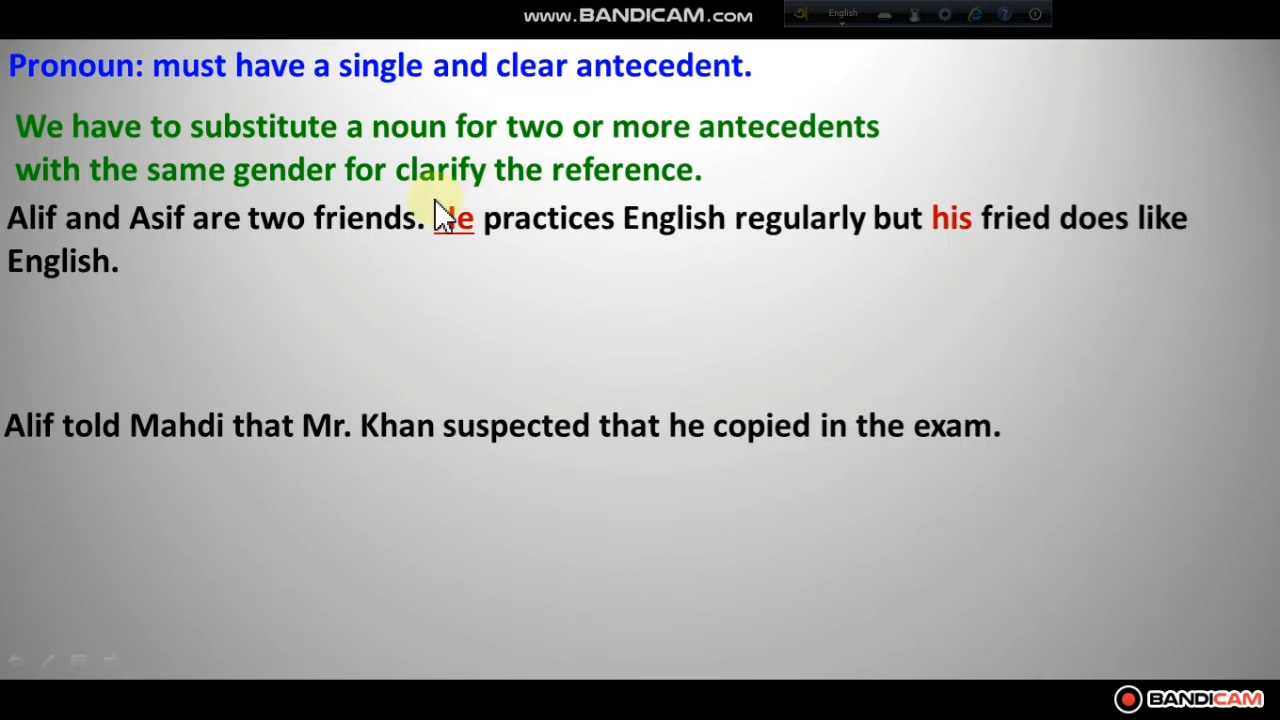 www.BANDICAM.com
English
Pronoun: must have a single and clear antecedent.
We have to substitute a noun for two or more antecedents
with the same gender for clarify the reference.
Alif and Asif are two friends. He practices English regularly but his fried does like
English.
Alif told Mahdi that Mr. Khan suspected that he copied in the exam.
BANDICAM